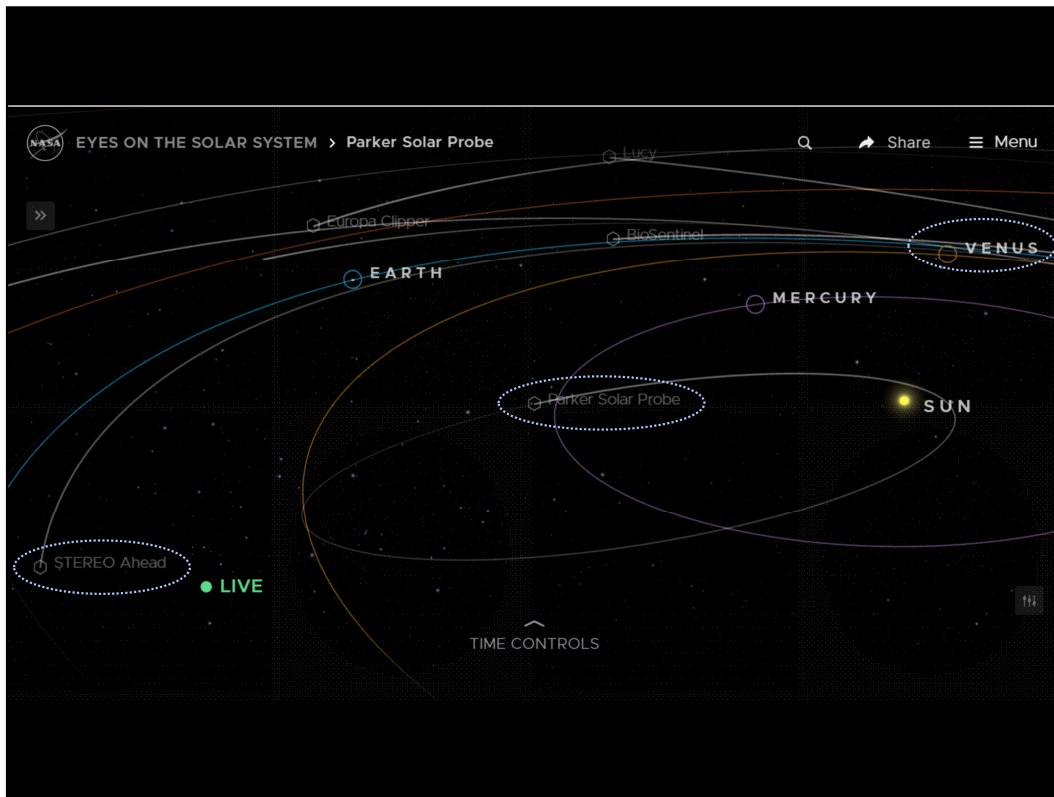 NASA EYES ON THE SOLAR SYSTEM › Parker Solar Probe Share Menu
Lucy
Europa Clipper
BioSentinel
VENUS
EARTH
MERCURY
Parker Solar Probe
SUN
STEREO Ahead
LIVE
TIME CONTROLS